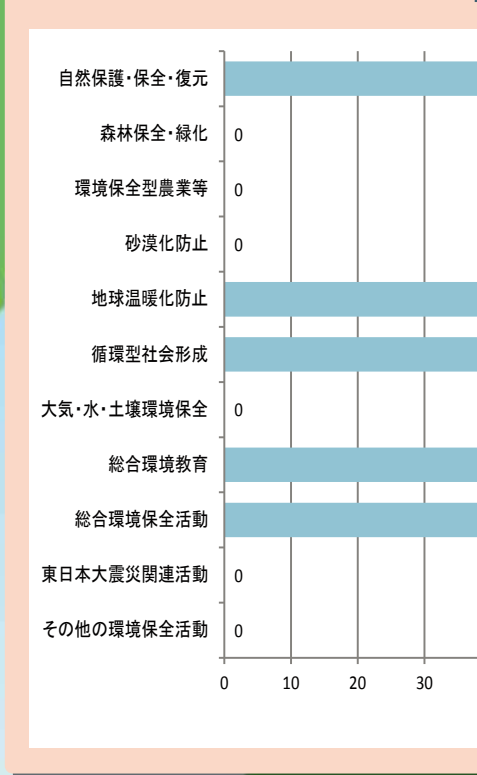 自然保護・保全・復元
森林保全・緑化 0
環境保全型農業等 0
砂漠化防止 0
地球温暖化防止
循環型社会形成
大気・水・土壌環境保全 0
総合環境教育
総合環境保全活動
東日本大震災関連活動 0
その他の環境保全活動 0
0 10 20 30